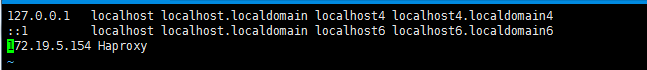 127.0.0.1   localhost localhost.localdomain localhost4 localhost4.localdomain4
::1         localhost localhost.localdomain localhost6 localhost6.localdomain6
172.19.5.154 Haproxy
~